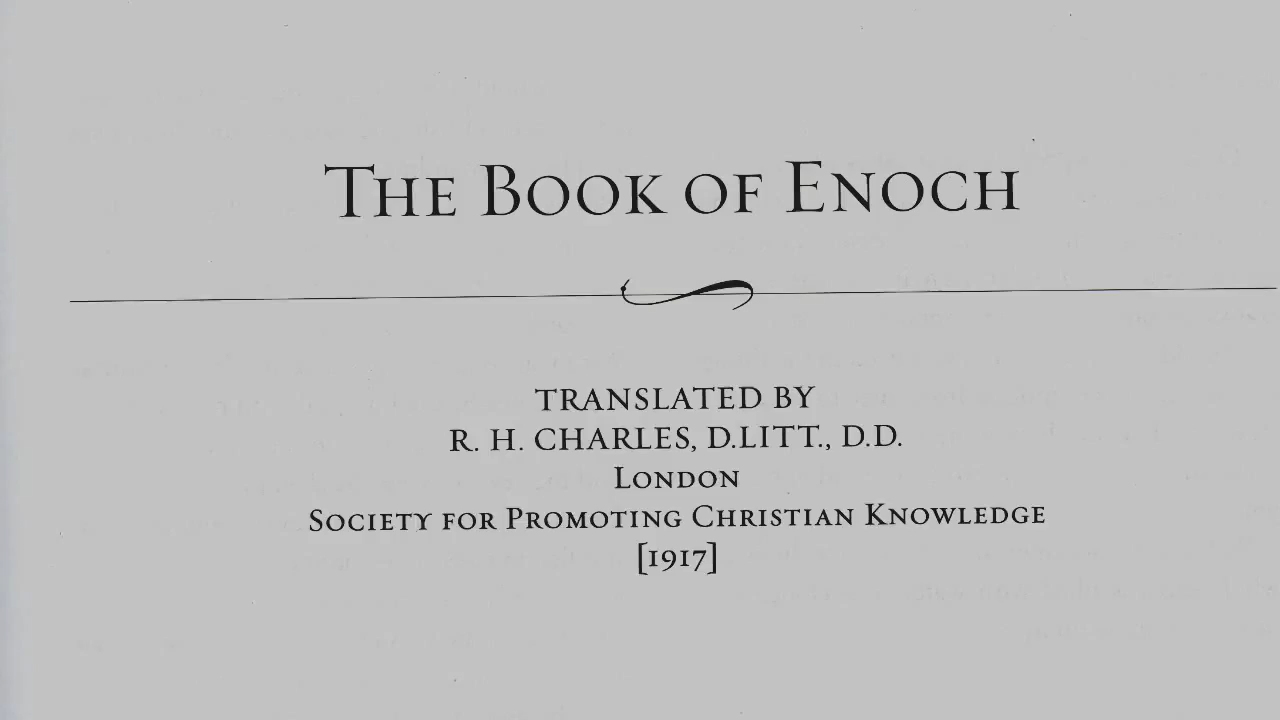 The Book of Enoch
TRANSLATED BY
R. H. CHARLES, D.LITT., D.D.
London
Society for Promoting Christian Knowledge
[1917]